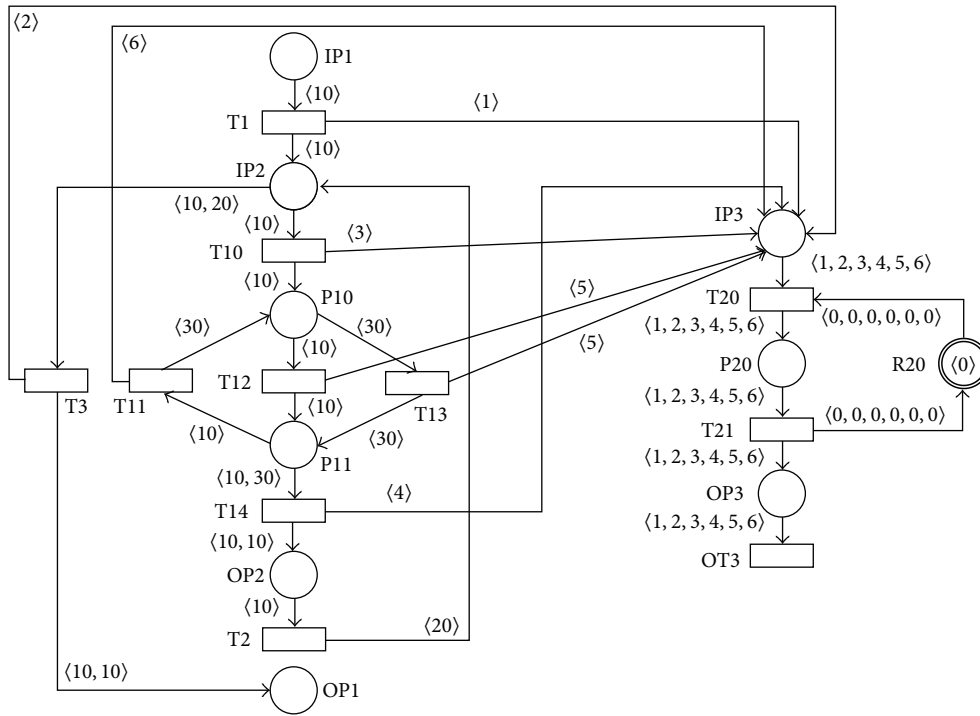 ⟨2⟩
⟨6⟩
IP1
⟨10⟩
⟨1⟩
T1
⟨10⟩
IP2
⟨10, 20⟩
⟨10⟩
IP3
T10
⟨3⟩
⟨10⟩
⟨1, 2, 3, 4, 5, 6⟩
P10
⟨5⟩
T20
⟨30⟩
⟨30⟩
⟨1, 2, 3, 4, 5, 6⟩
⟨0, 0, 0, 0, 0, 0⟩
⟨10⟩
⟨5⟩
P20
R20
⟨0⟩
T3
T11
T12
T13
⟨10⟩
⟨1, 2, 3, 4, 5, 6⟩
⟨0, 0, 0, 0, 0, 0⟩
⟨10⟩
⟨30⟩
T21
P11
⟨1, 2, 3, 4, 5, 6⟩
⟨10, 30⟩
⟨4⟩
OP3
T14
⟨1, 2, 3, 4, 5, 6⟩
⟨10, 10⟩
OT3
OP2
⟨10⟩
T2
⟨20⟩
⟨10, 10⟩
OP1